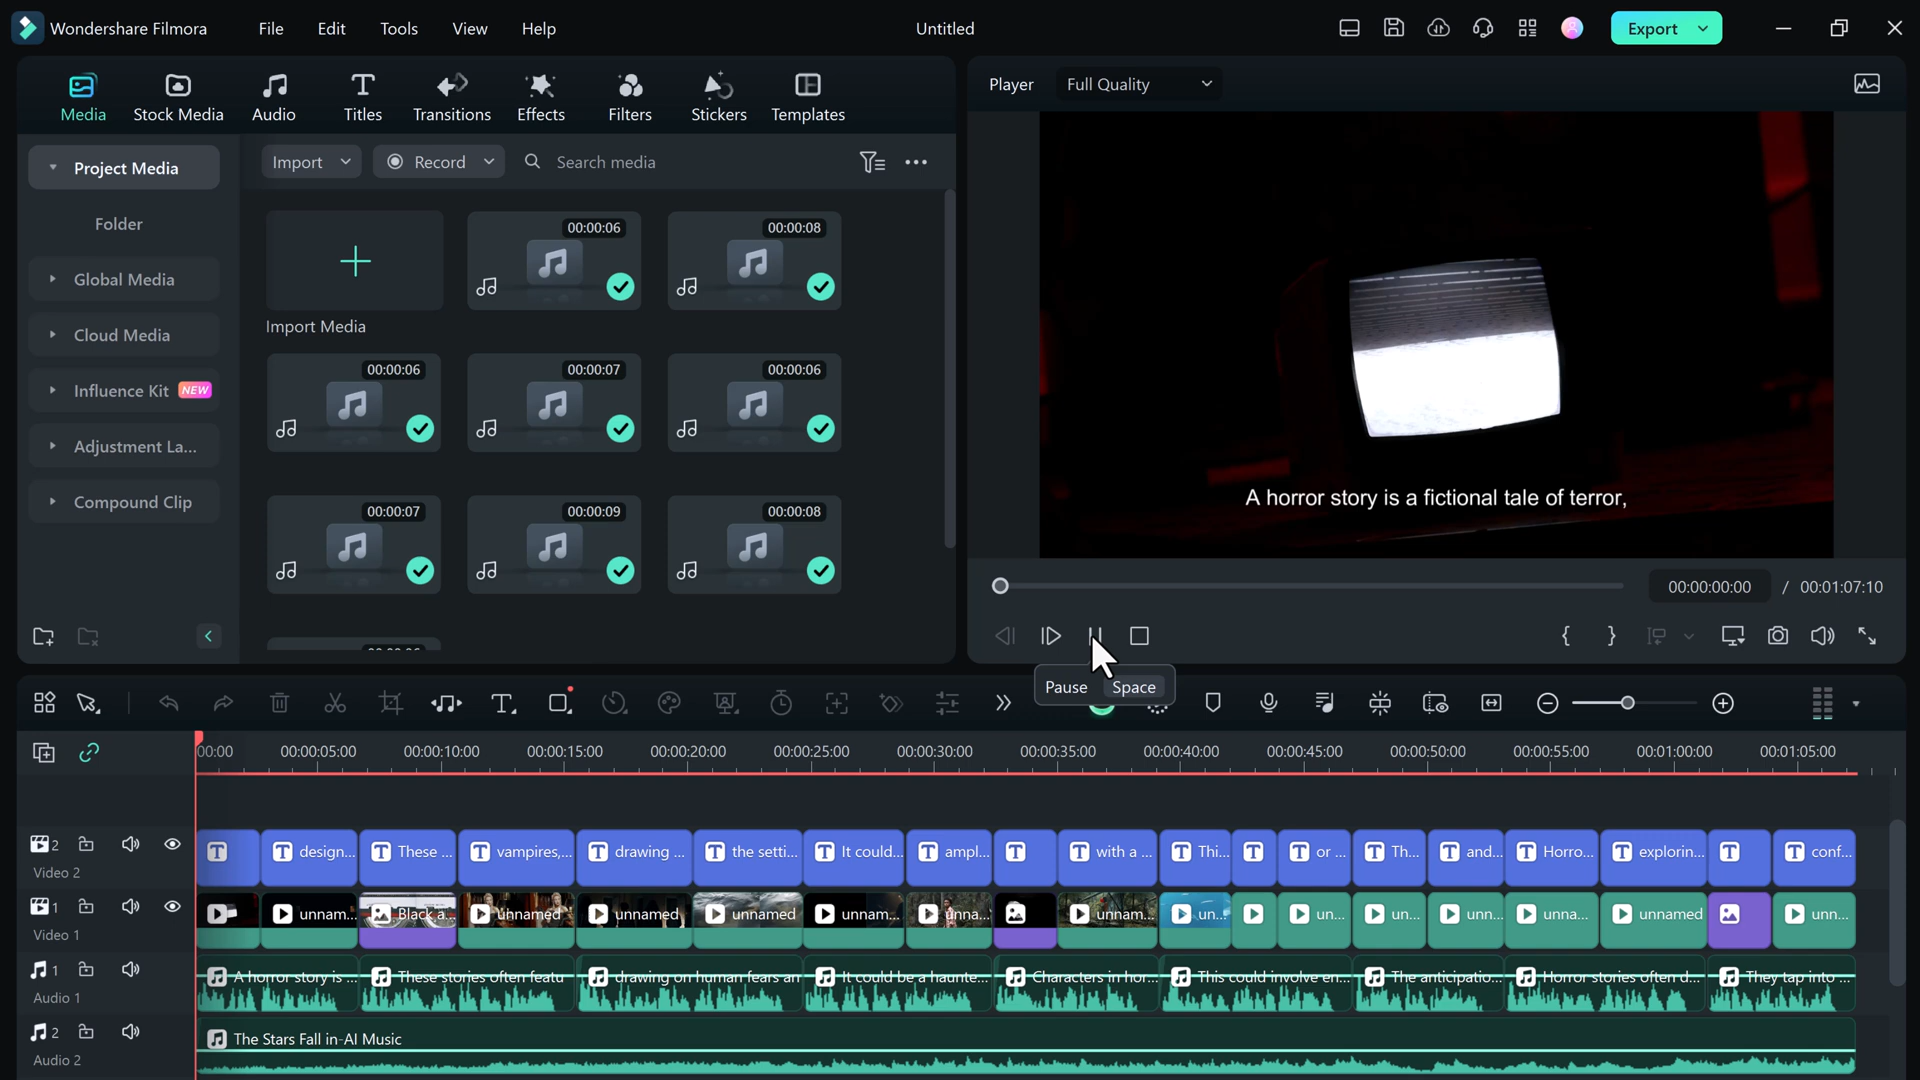 Wondershare Filmora File Edit Tools View Help Untitled Export
Media Stock Media Audio Titles Transitions Effects Filters Stickers Templates
Player Full Quality
Project Media
Folder
Global Media
Cloud Media
Influence Kit NEW
Adjustment La...
Compound Clip
Import Record Search media
00:00:06 00:00:08
Import Media
00:00:06 00:00:07 00:00:06
00:00:07 00:00:09 00:00:08
A horror story is a fictional tale of terror,
00:00:00:00 / 00:01:07:10
Pause Space
00:00 00:00:05:00 00:00:10:00 00:00:15:00 00:00:20:00 00:00:25:00 00:00:30:00 00:00:35:00 00:00:40:00 00:00:45:00 00:00:50:00 00:00:55:00 00:01:00:00 00:01:05:00
2 T T design... T These ... T vampires,... T drawing ... T the setti... T It could... T ampl... T T with a ... T Thi... T T or ... T Th... T and... T Horro... T explorin... T T conf...
Video 2
1 unnam... Black a... unnamed unnamed unnamed unnam... unna... unnam... un... un... un... unn... unna... unnamed unn...
Video 1
1 A horror story is ... These stories often featu drawing on human fears an It could be a haunte... Characters in hor... This could involve en... The anticipatio... Horror stories often d... They tap into ...
Audio 1
2 The Stars Fall in-AI Music
Audio 2